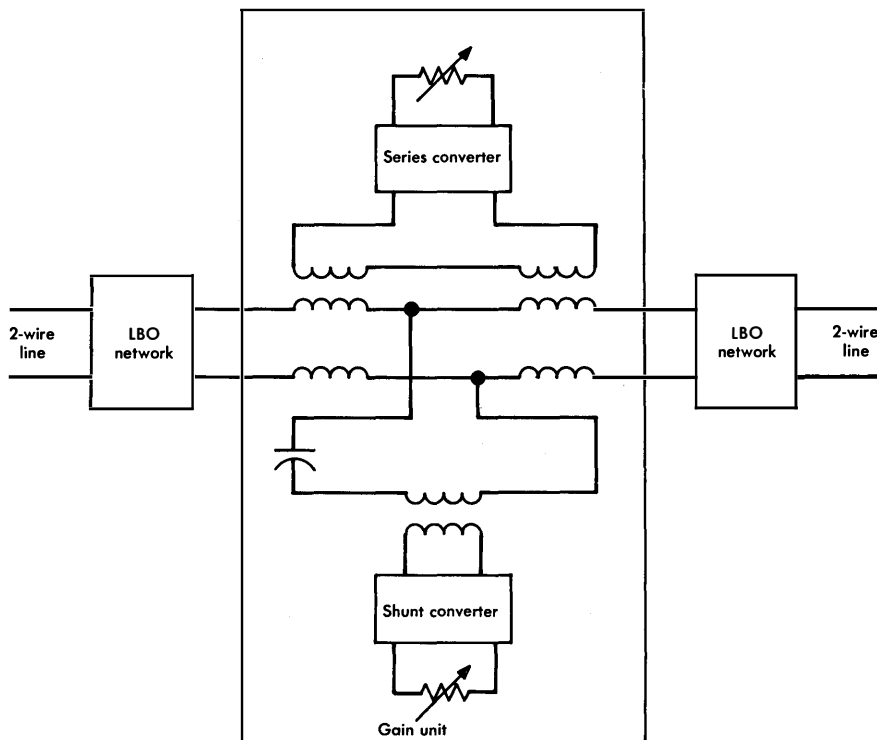 Series converter
2-wire
line
LBO
network
LBO
network
2-wire
line
Shunt converter
Gain unit